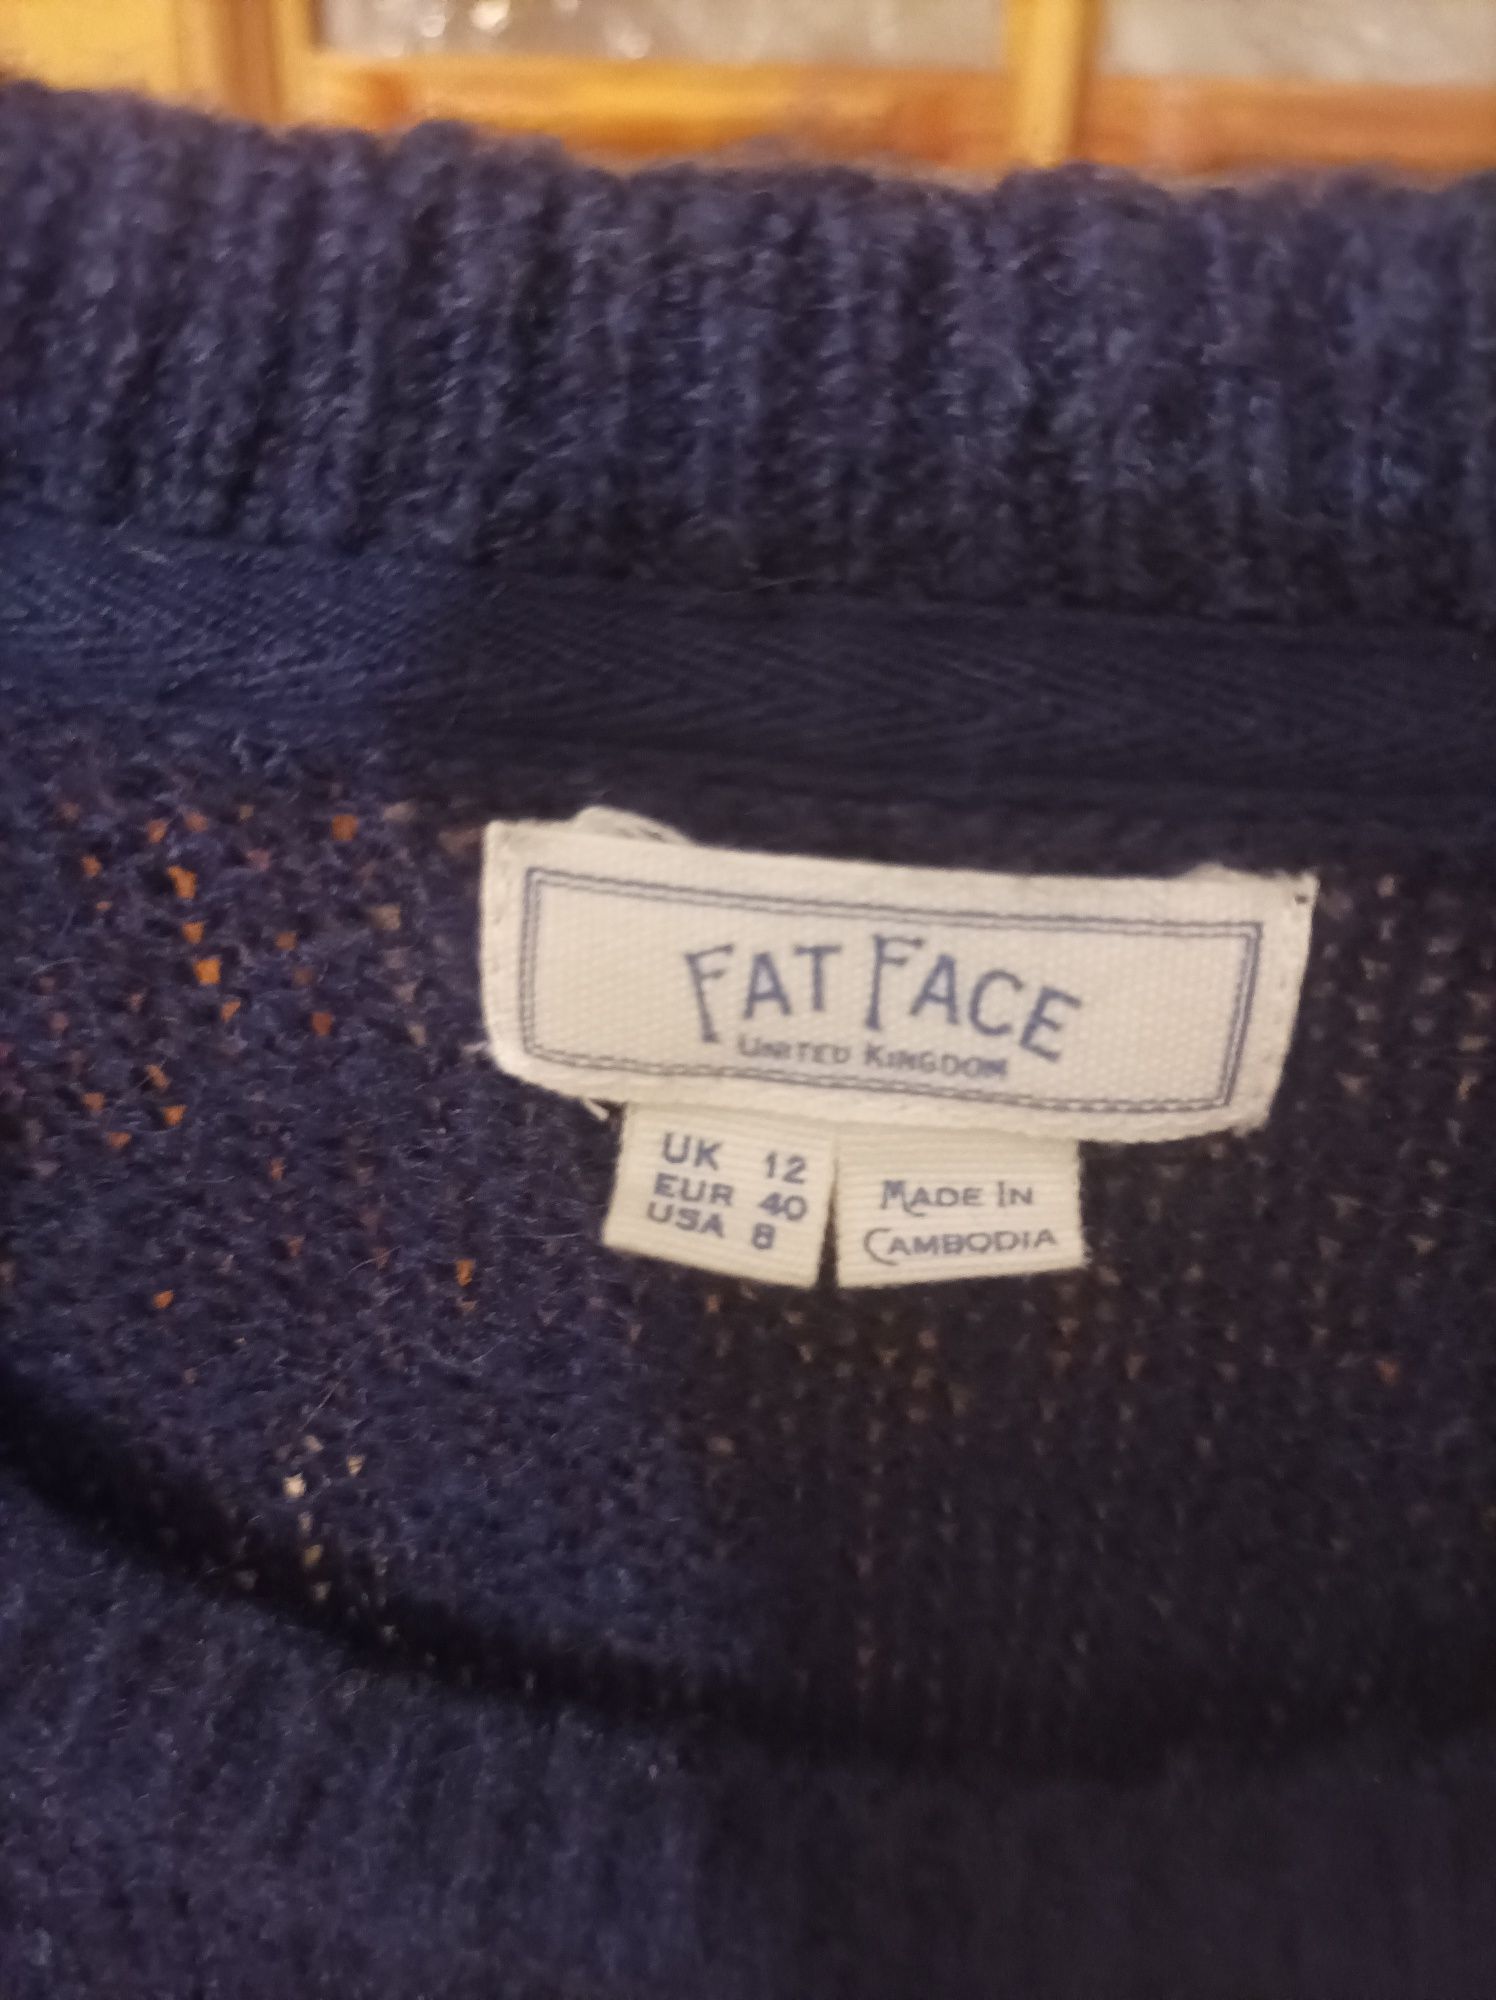 FAT FACE
UNITED KINGDOM
UK 12
EUR 40
USA 8
MADE IN
CAMBODIA